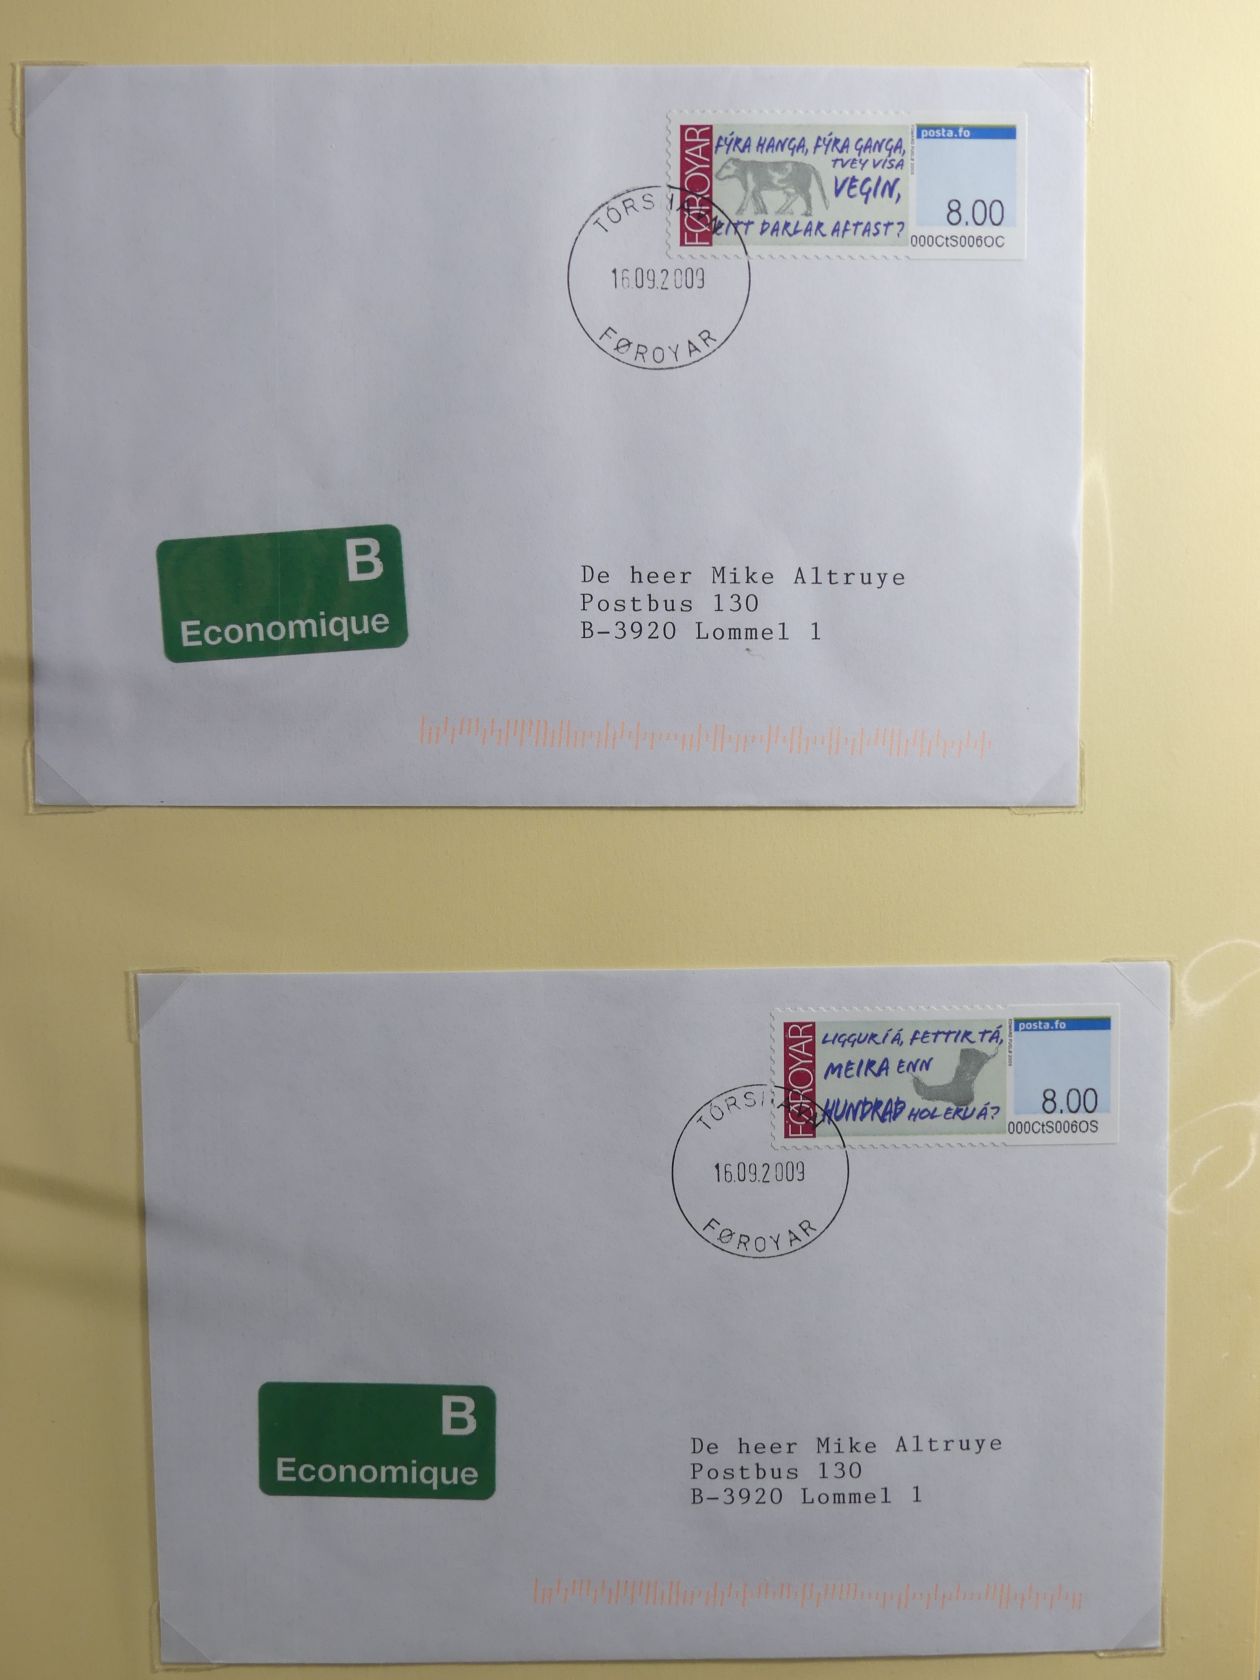 FØROYAR
FÝRA HANGA, FÝRA GANGA,
TVEY VÍSA
VEGIN,
EITT DARLAR AFTAST?
posta.fo
8.00
000CtS006OC
TÓRSHAVN
16.09.2009
FØROYAR
B
Economique
De heer Mike Altruye
Postbus 130
B-3920 Lommel 1
FØROYAR
LIGGUR Í Á, FETTIR TÁ,
MEIRA ENN
HUNDRAÐ HOL ERU Á?
posta.fo
8.00
000CtS006OS
TÓRSHAVN
16.09.2009
FØROYAR
B
Economique
De heer Mike Altruye
Postbus 130
B-3920 Lommel 1